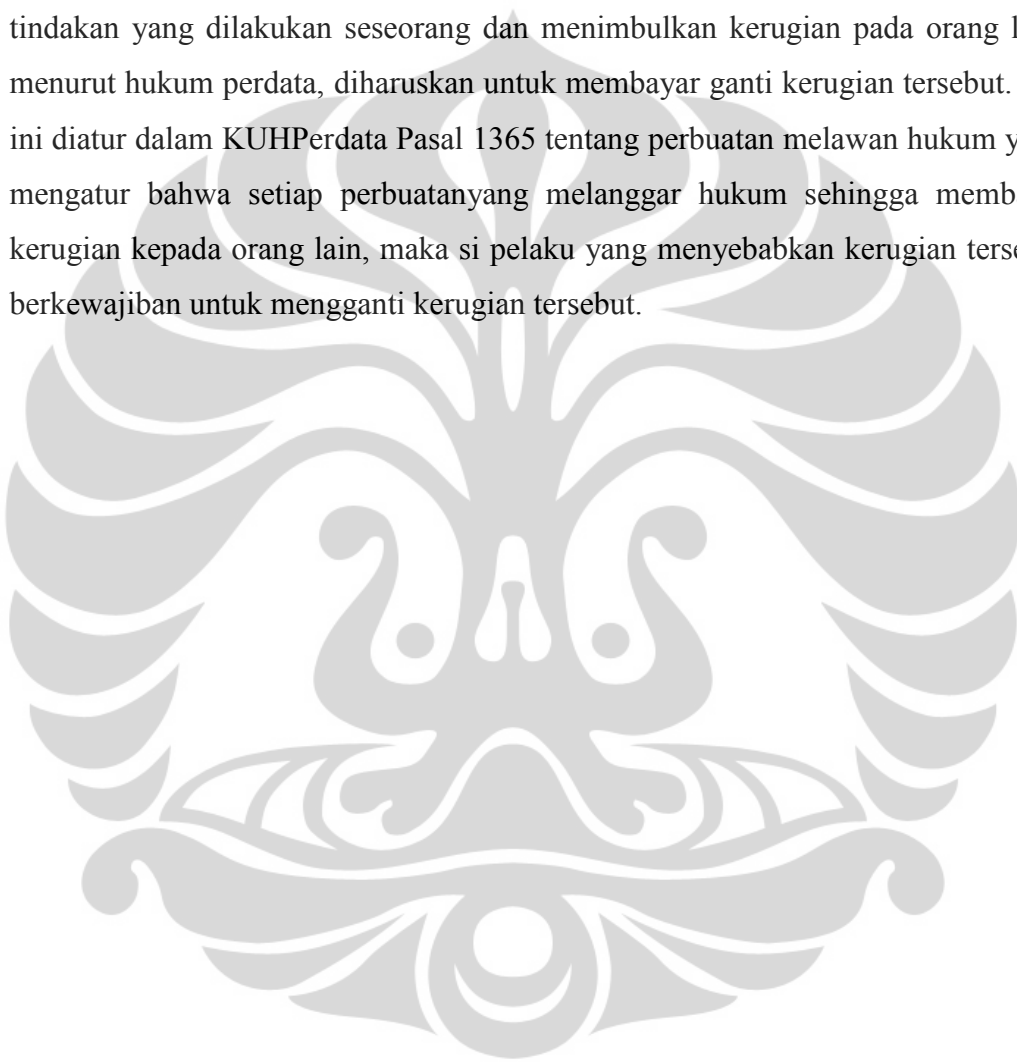 tindakan yang dilakukan seseorang dan menimbulkan kerugian pada orang
menurut hukum perdata, diharuskan untuk membayar ganti kerugian tersebut.
ini diatur dalam KUHPerdata Pasal 1365 tentang perbuatan melawan hukum
mengatur bahwa setiap perbuatanyang melanggar hukum sehingga
kerugian kepada orang lain, maka si pelaku yang menyebabkan kerugian
berkewajiban untuk mengganti kerugian tersebut.